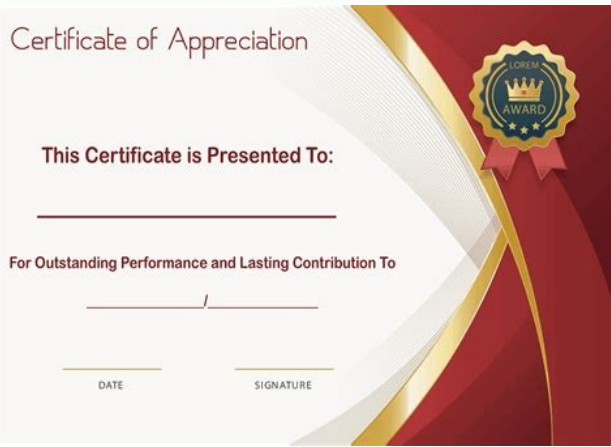 Certificate of Appreciation
LOREM
AWARD
This Certificate is Presented To:
For Outstanding Performance and Lasting Contribution To
/
DATE
SIGNATURE